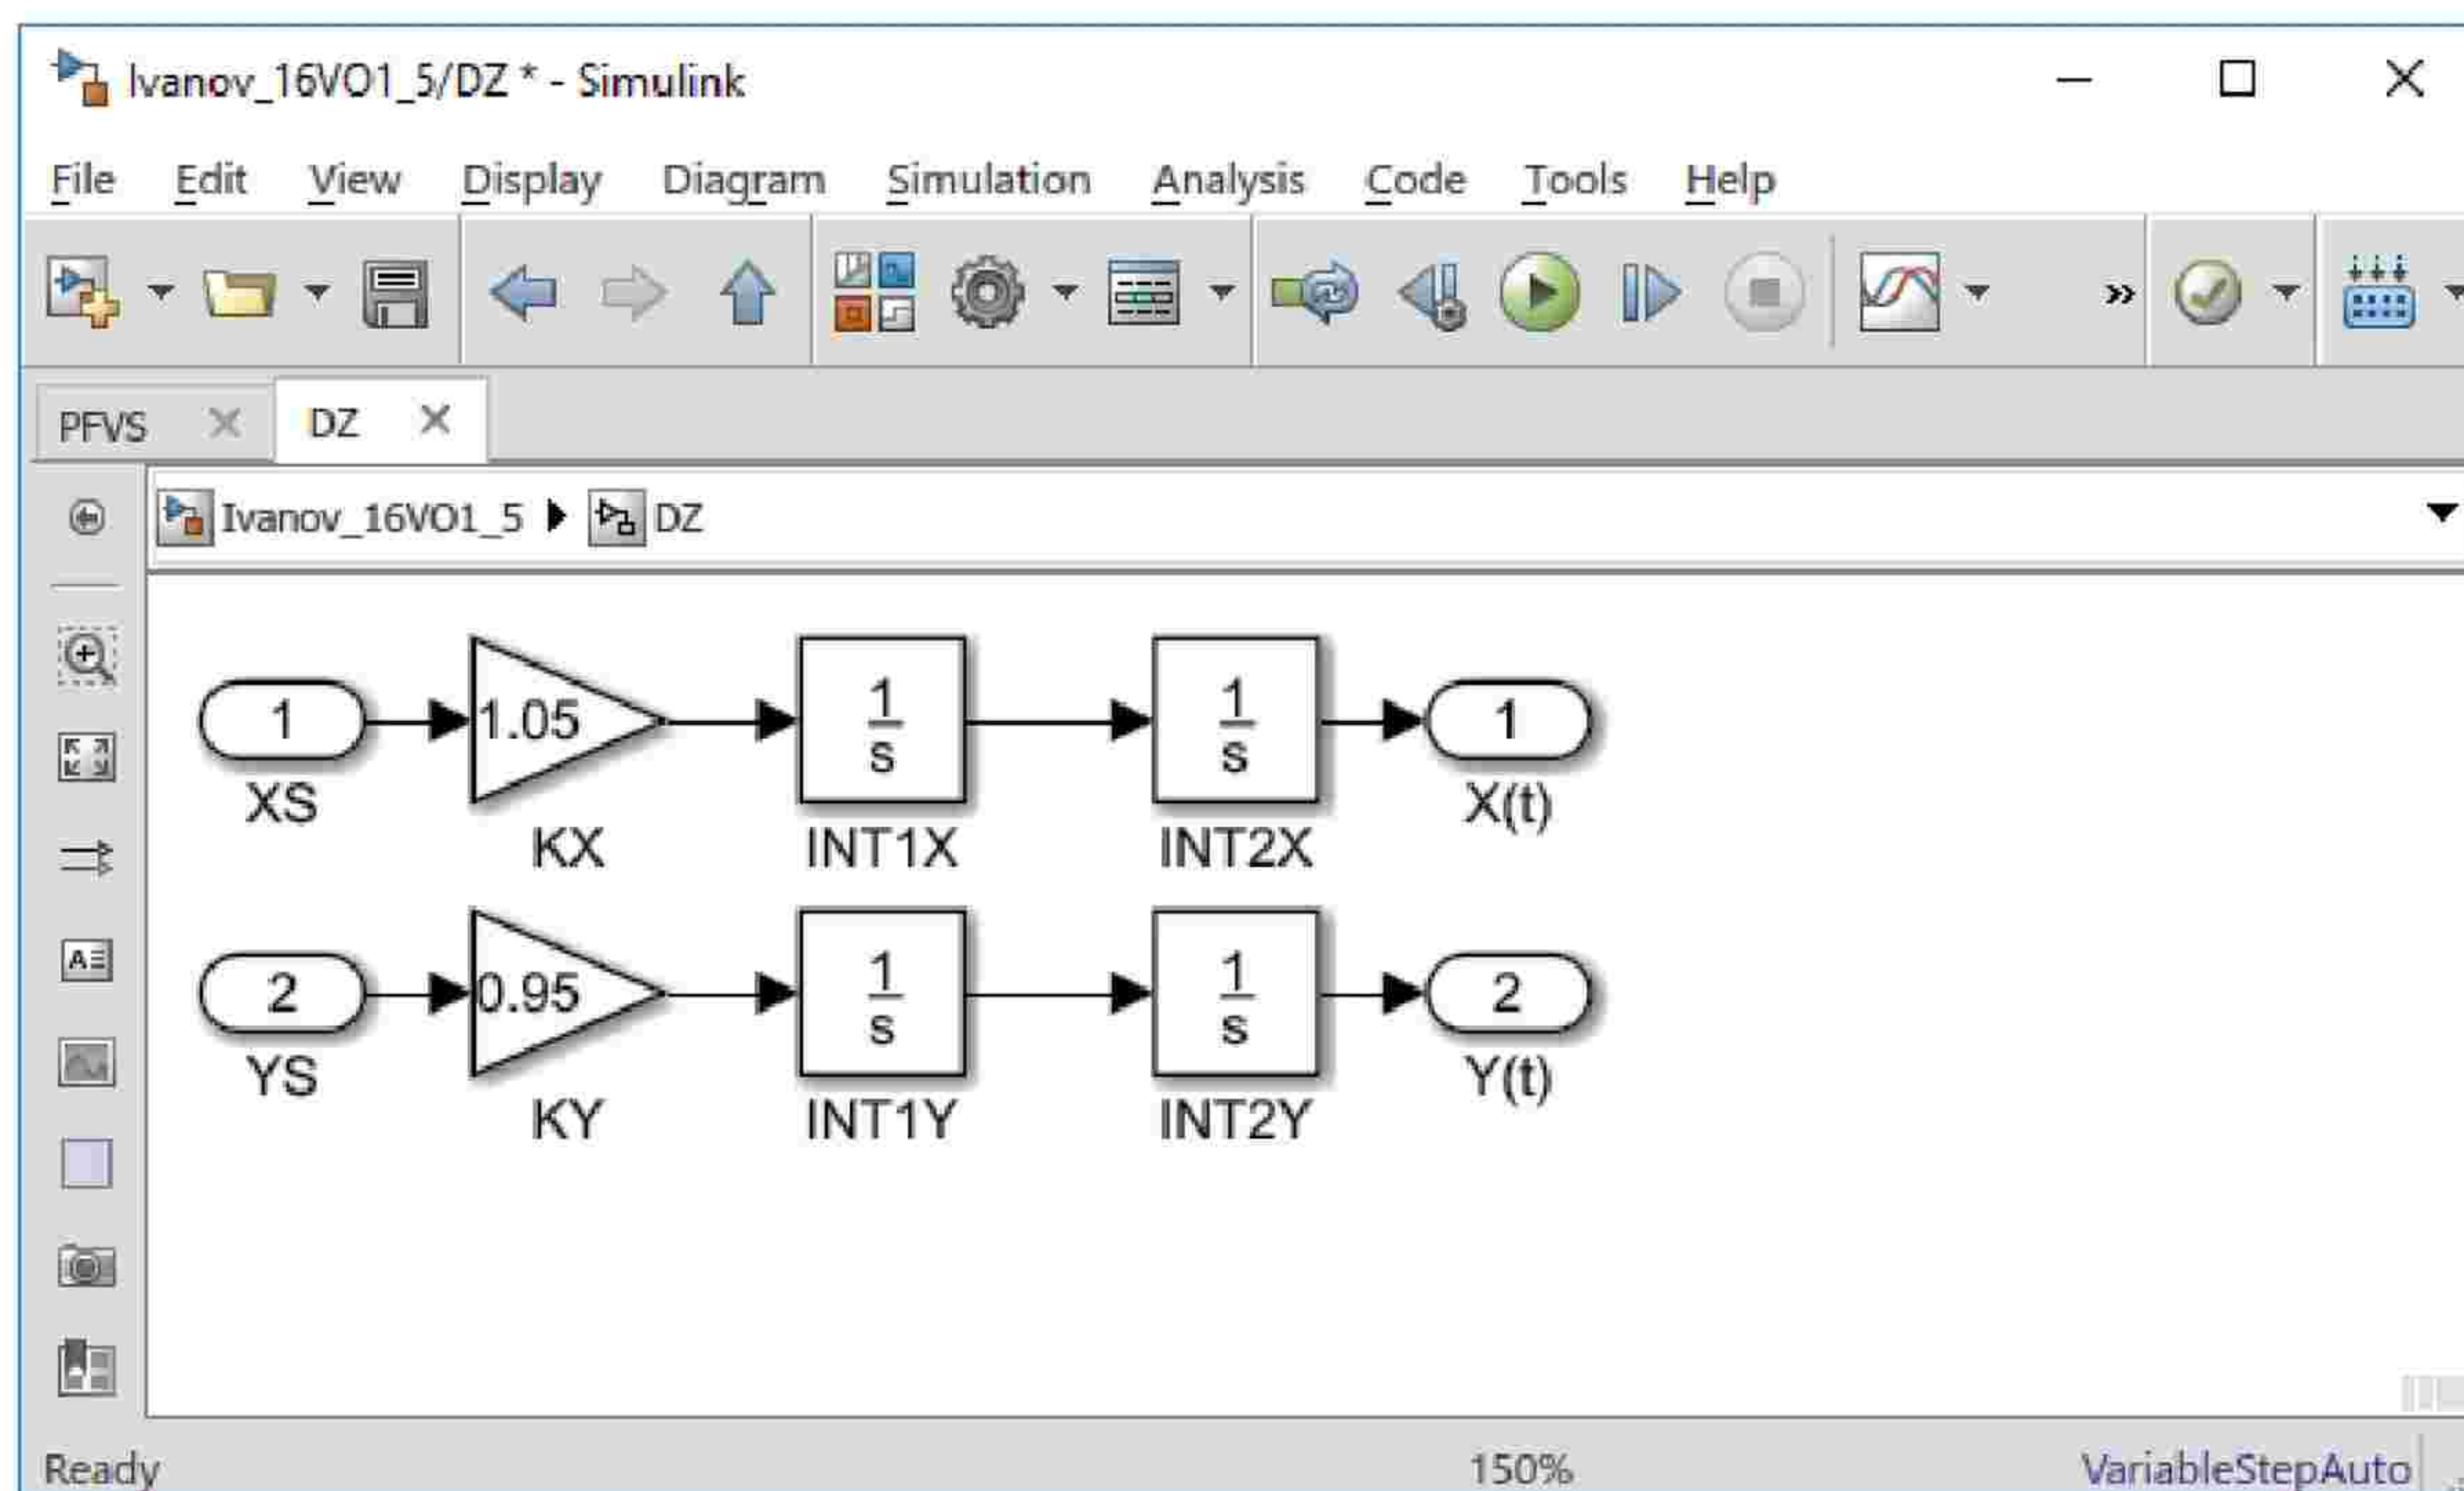 Ivanov_16VO1_5/DZ * - Simulink
File Edit View Display Diagram Simulation Analysis Code Tools Help
PFVS DZ
Ivanov_16VO1_5 DZ
1 1.05 1/s 1/s 1
XS KX INT1X INT2X X(t)
2 0.95 1/s 1/s 2
YS KY INT1Y INT2Y Y(t)
Ready 150% VariableStepAuto